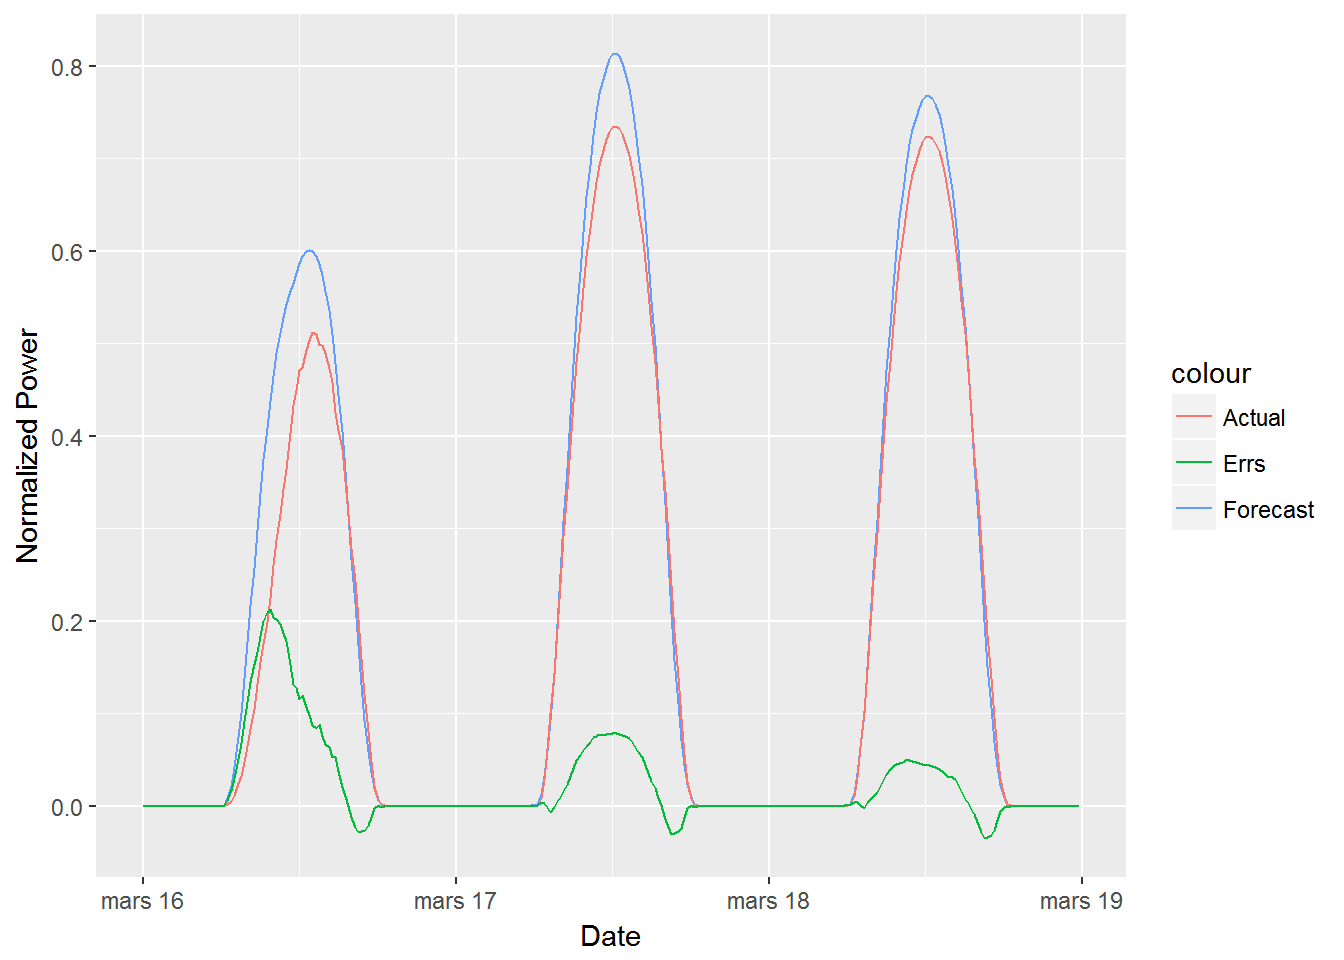 Normalized Power
0.8
0.6
0.4
0.2
0.0
mars 16
mars 17
mars 18
mars 19
Date
colour
Actual
Errs
Forecast